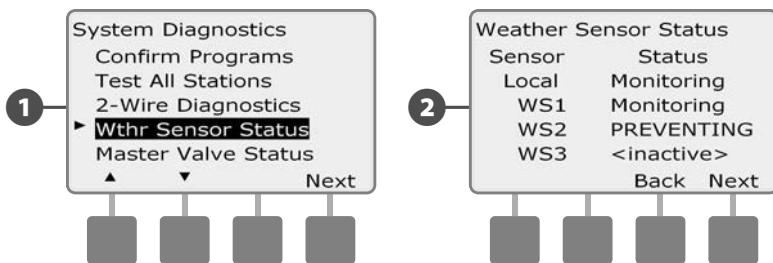 1
System Diagnostics
Confirm Programs
Test All Stations
2-Wire Diagnostics
Wthr Sensor Status
Master Valve Status
Next
2
Weather Sensor Status
Sensor Status
Local Monitoring
WS1 Monitoring
WS2 PREVENTING
WS3 <inactive>
Back Next